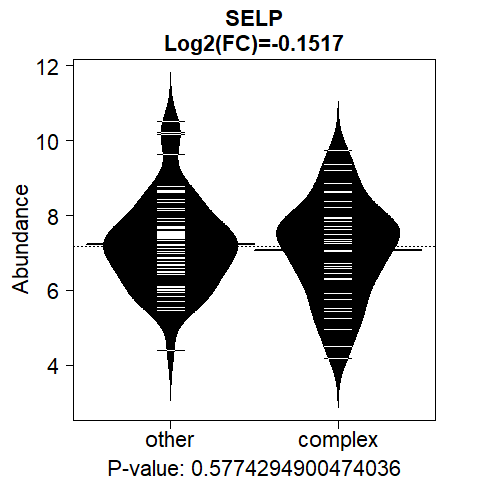 SELP
Log2(FC)=-0.1517
12
10
8
6
4
Abundance
other complex
P-value: 0.5774294900474036